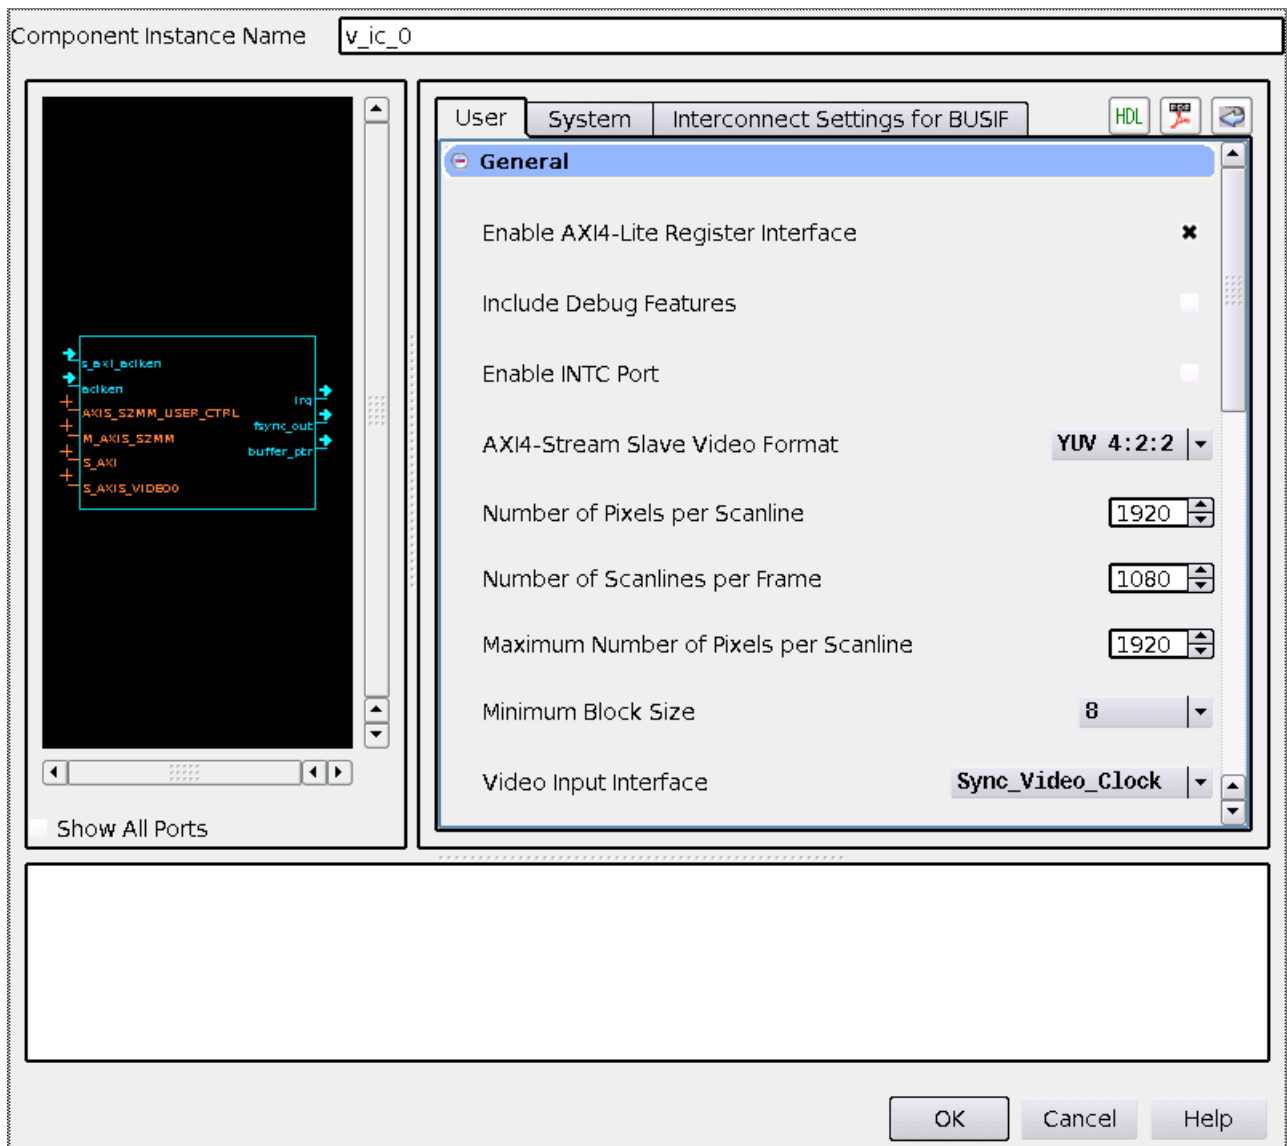 Component Instance Name v_ic_0
User System Interconnect Settings for BUSIF HDL PDF
General
Enable AXI4-Lite Register Interface
Include Debug Features
Enable INTC Port
AXI4-Stream Slave Video Format YUV 4:2:2
Number of Pixels per Scanline 1920
Number of Scanlines per Frame 1080
Maximum Number of Pixels per Scanline 1920
Minimum Block Size 8
Video Input Interface Sync_Video_Clock
s_axi_aclken
aclken
irq
AXIS_S2MM_USER_CTRL
fsync_out
M_AXIS_S2MM
buffer_ptr
S_AXI
S_AXIS_VIDEO0
Show All Ports
OK Cancel Help